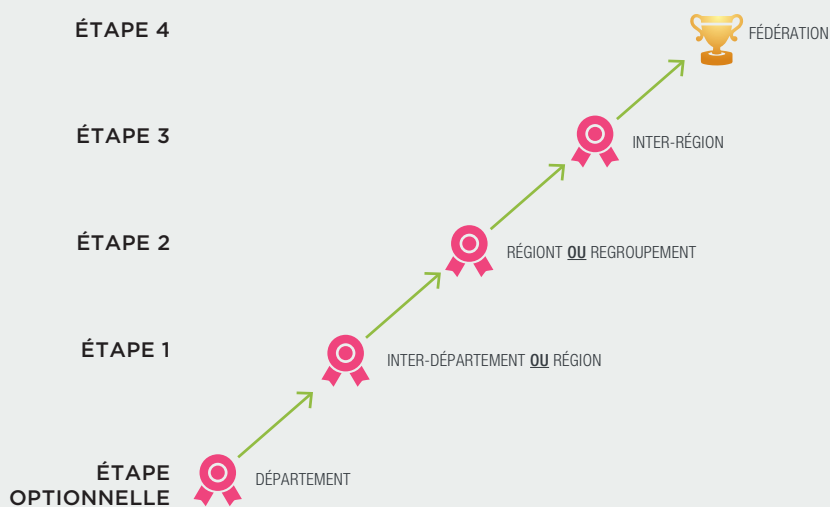 ÉTAPE 4
FÉDÉRATION
ÉTAPE 3
INTER-RÉGION
ÉTAPE 2
RÉGIONT OU REGROUPEMENT
ÉTAPE 1
INTER-DÉPARTEMENT OU RÉGION
ÉTAPE
OPTIONNELLE
DÉPARTEMENT